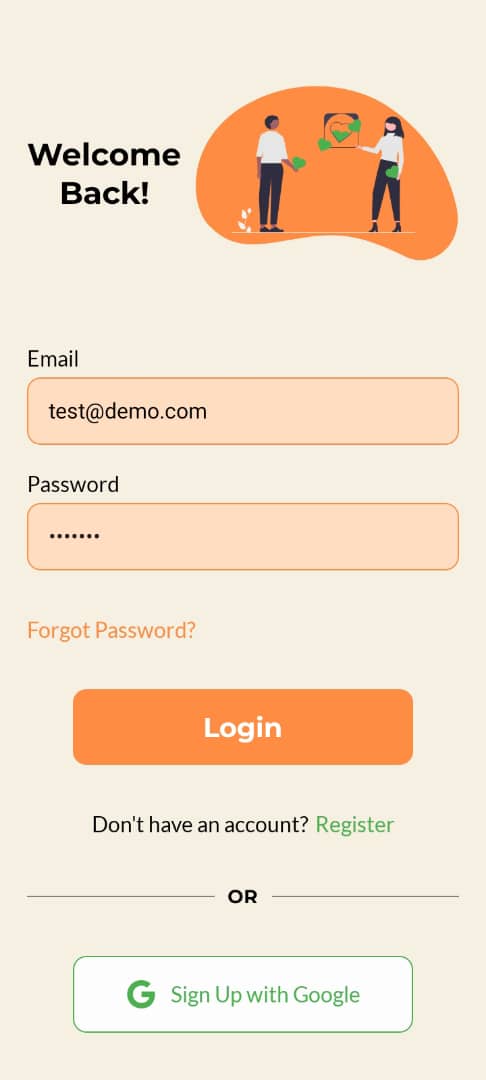 Welcome
Back!
Email
test@demo.com
Password
•••••••
Forgot Password?
Login
Don't have an account? Register
OR
Sign Up with Google